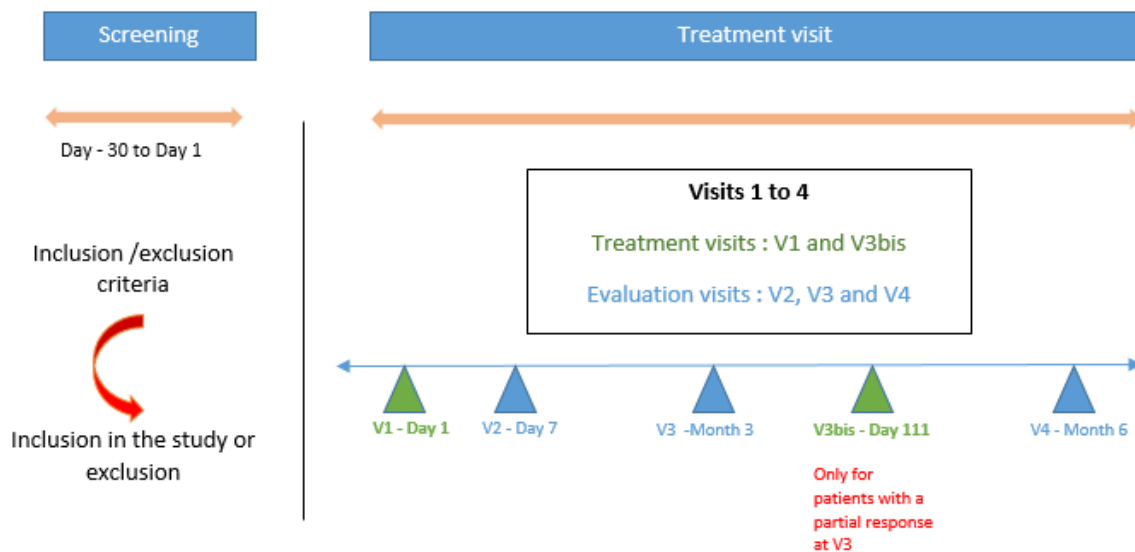 Screening
Treatment visit
Day - 30 to Day 1
Visits 1 to 4
Treatment visits : V1 and V3bis
Evaluation visits : V2, V3 and V4
Inclusion /exclusion
criteria
Inclusion in the study or
exclusion
V1 - Day 1
V2 - Day 7
V3 -Month 3
V3bis - Day 111
V4 - Month 6
Only for
patients with a
partial response
at V3